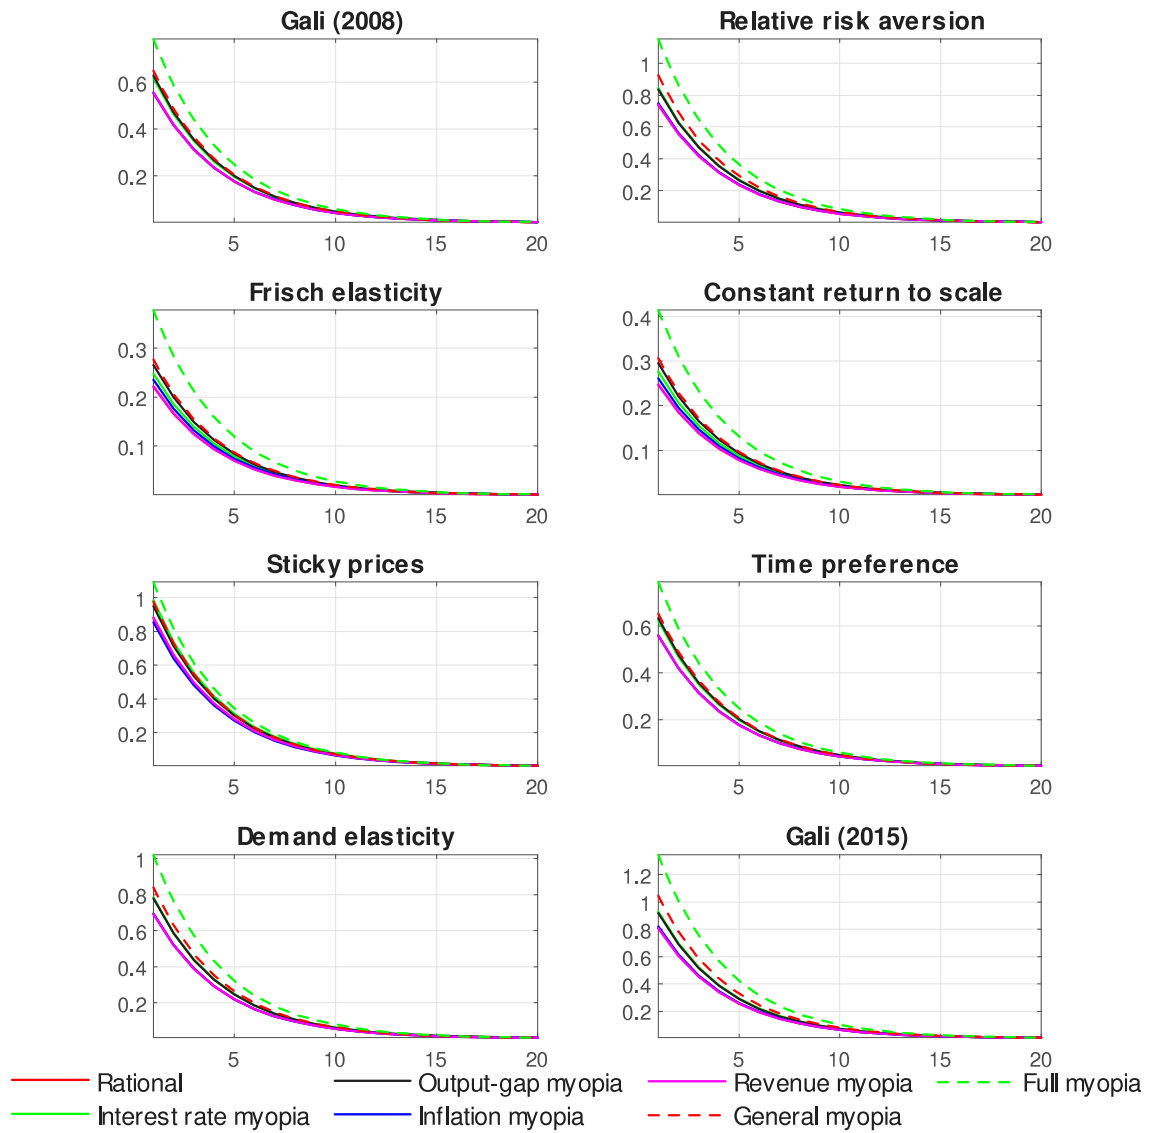 Gali (2008)
0.6
0.4
0.2
5 10 15 20
Relative risk aversion
1
0.8
0.6
0.4
0.2
5 10 15 20
Frisch elasticity
0.3
0.2
0.1
5 10 15 20
Constant return to scale
0.4
0.3
0.2
0.1
5 10 15 20
Sticky prices
1
0.8
0.6
0.4
0.2
5 10 15 20
Time preference
0.6
0.4
0.2
5 10 15 20
Demand elasticity
1
0.8
0.6
0.4
0.2
5 10 15 20
Gali (2015)
1.2
1
0.8
0.6
0.4
0.2
5 10 15 20
Rational Output-gap myopia Revenue myopia Full myopia
Interest rate myopia Inflation myopia General myopia